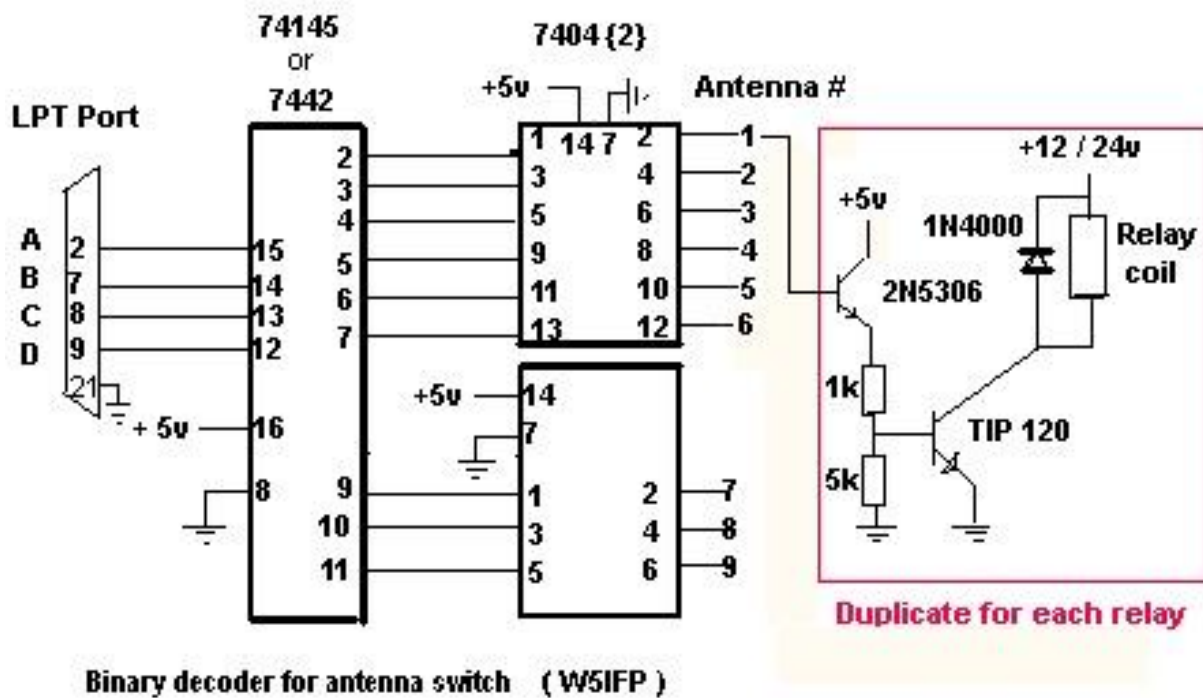 74145
or
7442
7404 {2}
+5v
Antenna #
LPT Port
1 14 7 2 1
2 3 4 2
3 5 6 3
4 9 8 4
5 11 10 5
6 13 12 6
7
A 2 15
B 7 14
C 8 13
D 9 12
21
+ 5v 16
8
9
10
11
+5v 14
7
1 2 7
3 4 8
5 6 9
+12 / 24v
+5v
1N4000
Relay
coil
2N5306
1k
TIP 120
5k
Duplicate for each relay
Binary decoder for antenna switch ( W5IFP )